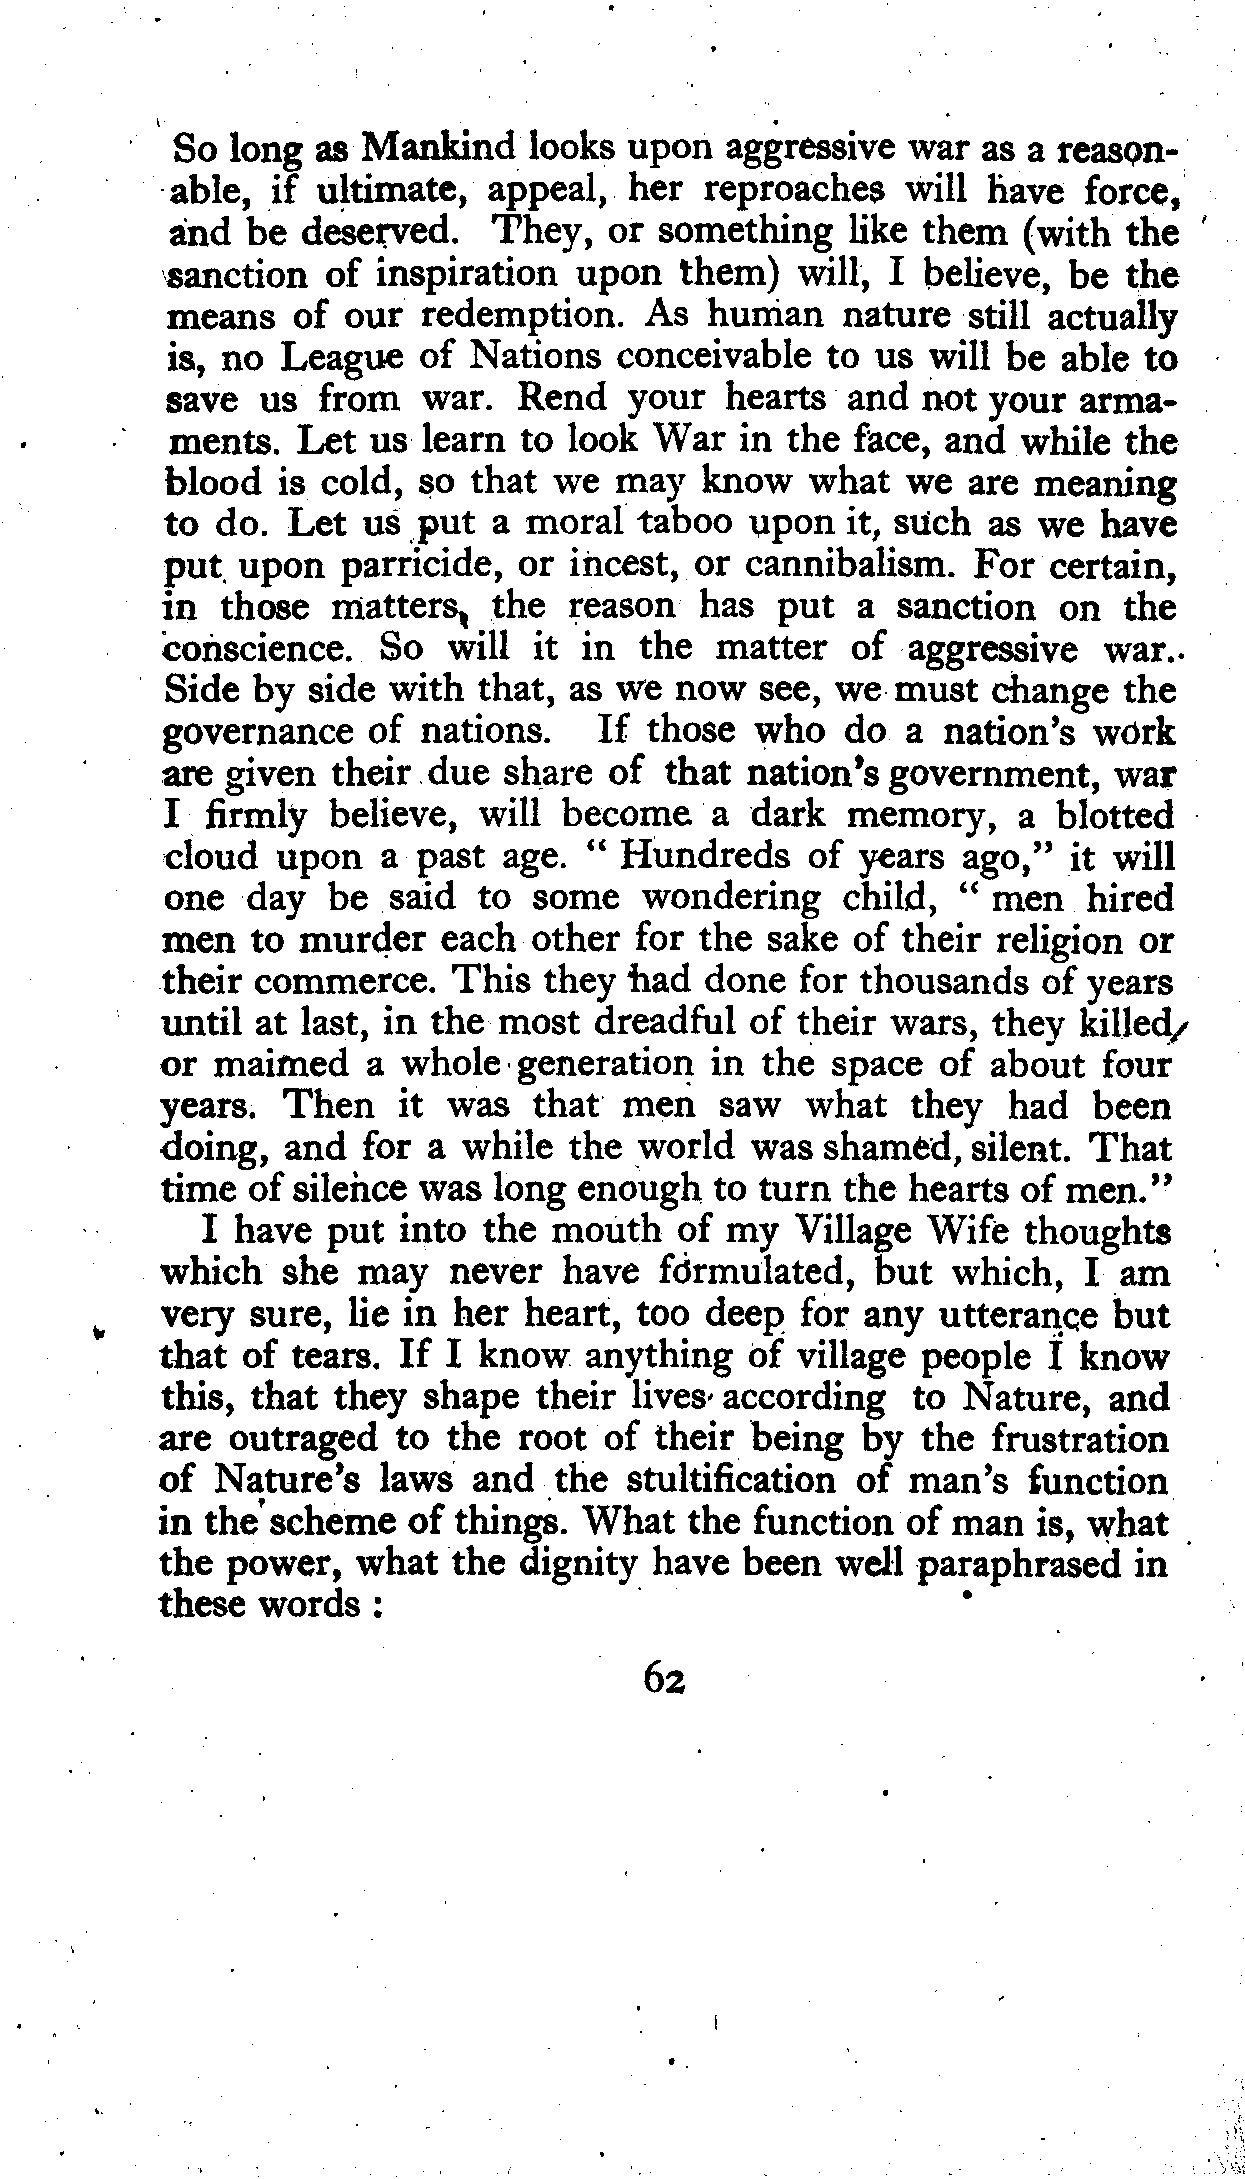 So long as Mankind looks upon aggressive war as a reason-
able, if ultimate, appeal, her reproaches will have force,
and be deserved. They, or something like them (with the
sanction of inspiration upon them) will, I believe, be the
means of our redemption. As human nature still actually
is, no League of Nations conceivable to us will be able to
save us from war. Rend your hearts and not your arma-
ments. Let us learn to look War in the face, and while the
blood is cold, so that we may know what we are meaning
to do. Let us put a moral taboo upon it, such as we have
put upon parricide, or incest, or cannibalism. For certain,
in those matters, the reason has put a sanction on the
conscience. So will it in the matter of aggressive war.
Side by side with that, as we now see, we must change the
governance of nations. If those who do a nation's work
are given their due share of that nation's government, war
I firmly believe, will become a dark memory, a blotted
cloud upon a past age. “ Hundreds of years ago,” it will
one day be said to some wondering child, “ men hired
men to murder each other for the sake of their religion or
their commerce. This they had done for thousands of years
until at last, in the most dreadful of their wars, they killed,
or maimed a whole generation in the space of about four
years. Then it was that men saw what they had been
doing, and for a while the world was shamed, silent. That
time of silence was long enough to turn the hearts of men.”
I have put into the mouth of my Village Wife thoughts
which she may never have formulated, but which, I am
very sure, lie in her heart, too deep for any utterance but
that of tears. If I know anything of village people I know
this, that they shape their lives according to Nature, and
are outraged to the root of their being by the frustration
of Nature's laws and the stultification of man's function
in the scheme of things. What the function of man is, what
the power, what the dignity have been well paraphrased in
these words :
62